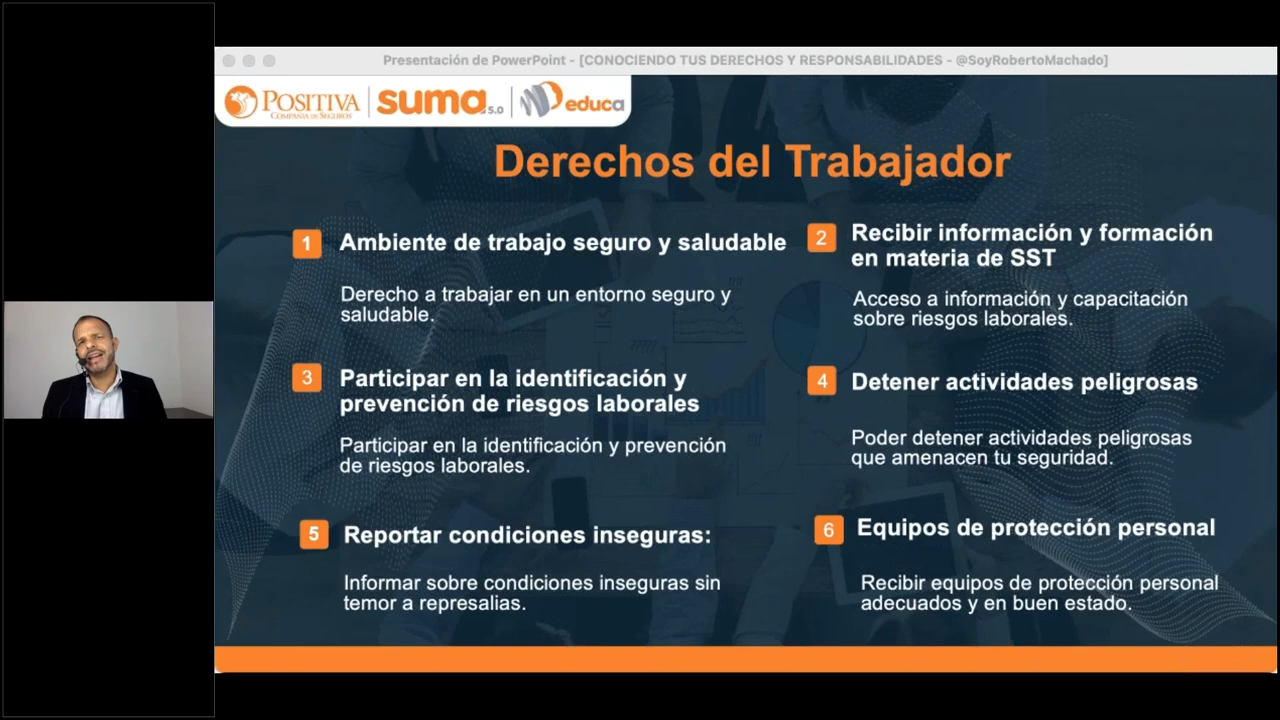 Presentación de PowerPoint - [CONOCIENDO TUS DERECHOS Y RESPONSABILIDADES - @SoyRobertoMachado]
POSITIVA
COMPAÑÍA DE SEGUROS
suma 5.0
educa
Derechos del Trabajador
1 Ambiente de trabajo seguro y saludable
Derecho a trabajar en un entorno seguro y
saludable.
2 Recibir información y formación
en materia de SST
Acceso a información y capacitación
sobre riesgos laborales.
3 Participar en la identificación y
prevención de riesgos laborales
Participar en la identificación y prevención
de riesgos laborales.
4 Detener actividades peligrosas
Poder detener actividades peligrosas
que amenacen tu seguridad.
5 Reportar condiciones inseguras:
Informar sobre condiciones inseguras sin
temor a represalias.
6 Equipos de protección personal
Recibir equipos de protección personal
adecuados y en buen estado.